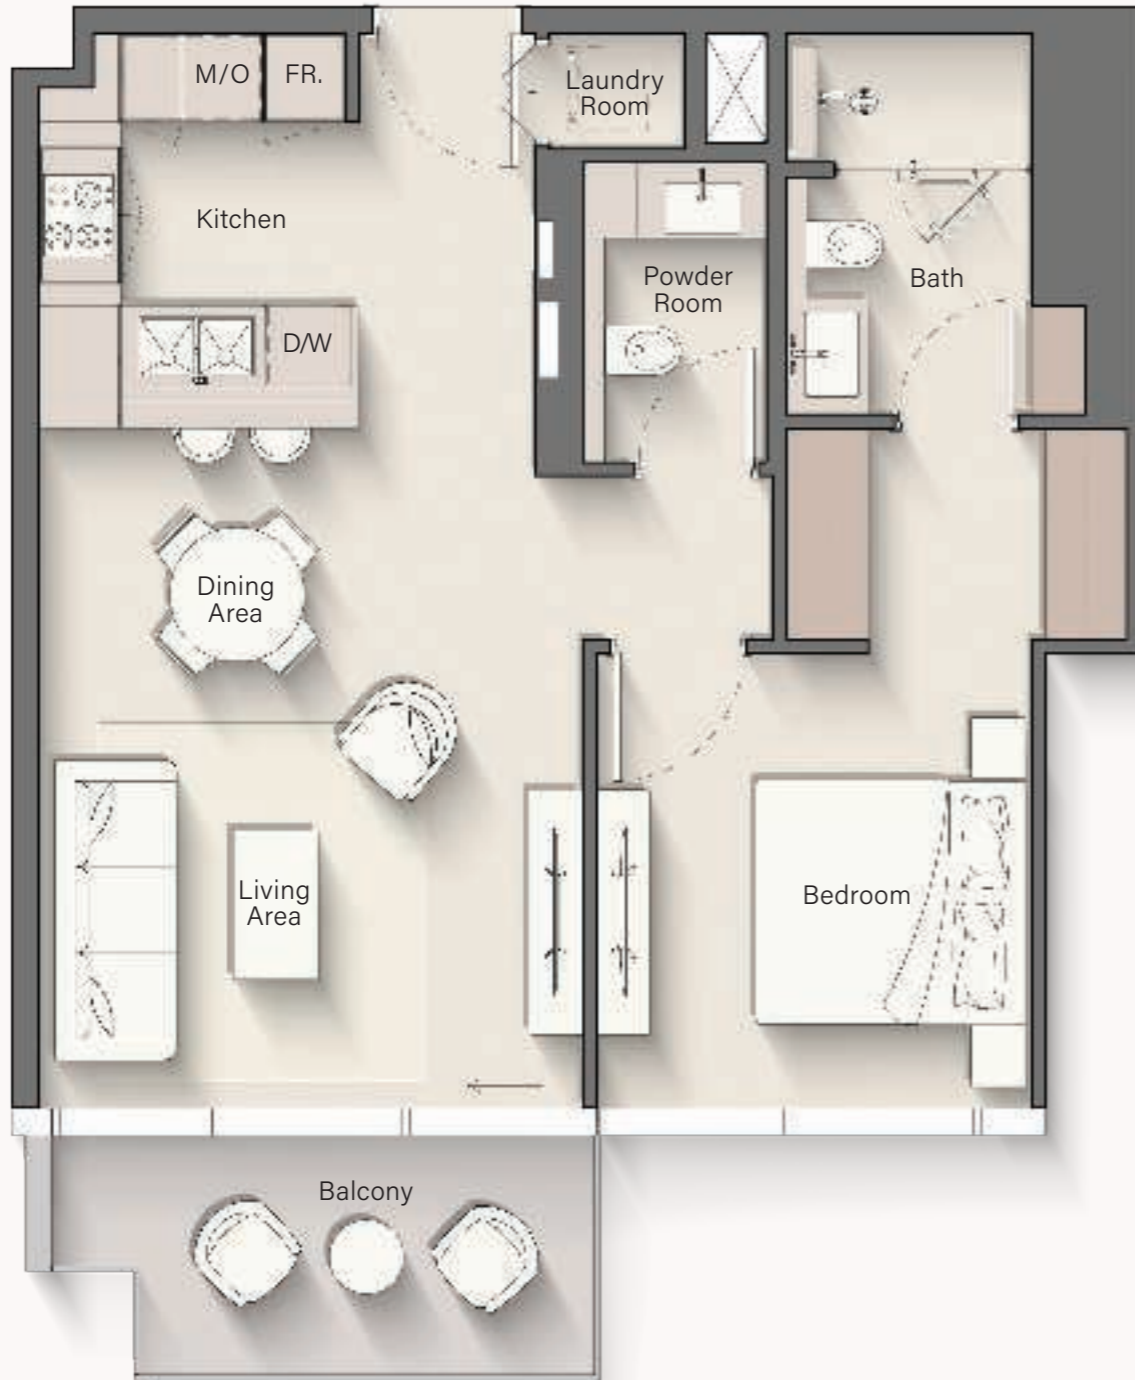 M/O
FR.
Laundry
Room
Kitchen
Powder
Room
Bath
D/W
Dining
Area
Living
Area
Bedroom
Balcony